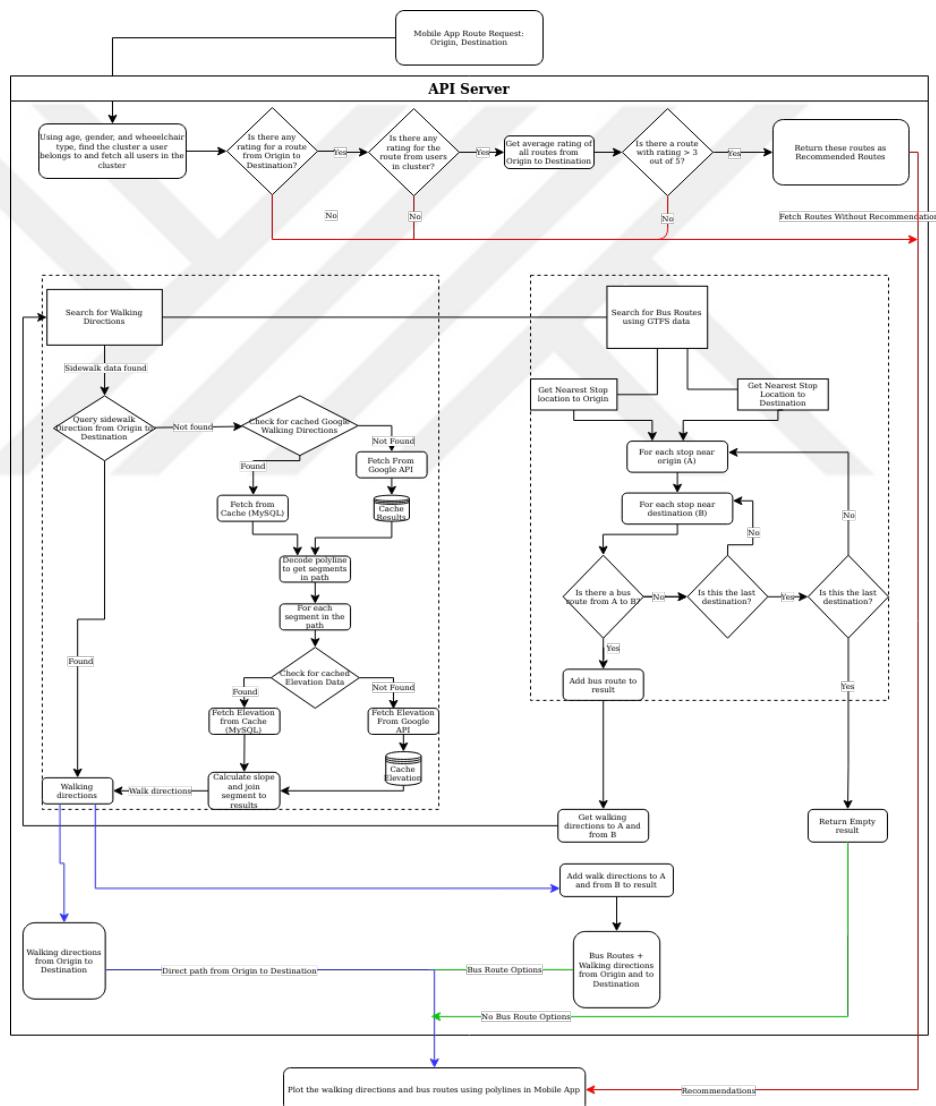 Mobile App Route Request:
Origin, Destination
API Server
Using age, gender, and wheeelchair
type, find the cluster a user
belongs to and fetch all users in the
cluster
Is there any
rating for a route
from Origin to
Destination?
Yes
Is there any
rating for the
route from users
in cluster?
Yes
Get average rating of
all routes from
Origin to Destination
Is there a route
with rating > 3
out of 5?
Yes
Return these routes as
Recommended Routes
No
No
No
Fetch Routes Without Recommendation
Search for Walking
Directions
Search for Bus Routes
using GTFS data
Sidewalk data found
Get Nearest Stop
location to Origin
Get Nearest Stop
Location to
Destination
Query sidewalk
Direction from Origin to
Destination
Not found
Check for cached Google
Walking Directions
Not Found
Found
Fetch From
Google API
For each stop near
origin (A)
Fetch from
Cache (MySQL)
Cache
Results
For each stop near
destination (B)
No
No
Decode polyline
to get segments
in path
Is there a bus
route from A to B?
No
Is this the last
destination?
Yes
Is this the last
destination?
For each
segment in the
path
Yes
Found
Check for cached
Elevation Data
Found
Not Found
Add bus route to
result
Yes
Fetch Elevation
from Cache
(MySQL)
Fetch Elevation
From Google
API
Cache
Elevation
Walking
directions
Walk directions
Calculate slope
and join
segment to
results
Get walking
directions to A and
from B
Return Empty
result
Add walk directions to A
and from B to result
Walking directions
from Origin to
Destination
Direct path from Origin to Destination
Bus Route Options
Bus Routes +
Walking directions
from Origin and to
Destination
No Bus Route Options
Plot the walking directions and bus routes using polylines in Mobile App
Recommendations